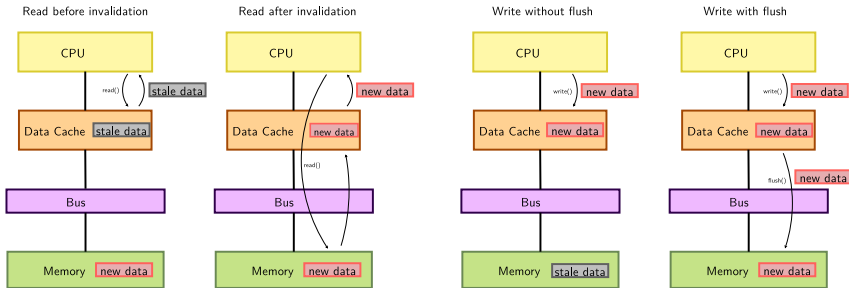 Read before invalidation
CPU
read()
stale data
Data Cache
stale data
Bus
Memory
new data
Read after invalidation
CPU
new data
Data Cache
new data
read()
Bus
Memory
new data
Write without flush
CPU
write()
new data
Data Cache
new data
Bus
Memory
stale data
Write with flush
CPU
write()
new data
Data Cache
new data
flush()
new data
Bus
Memory
new data